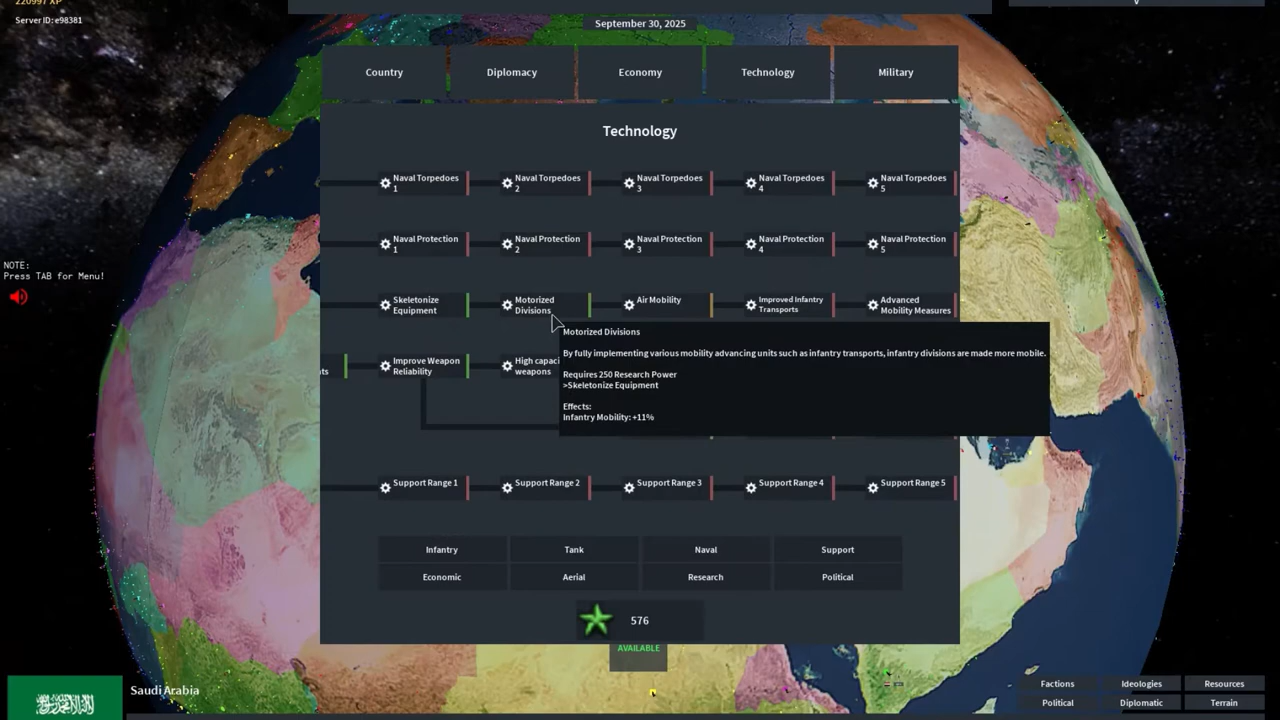 220997 XP
Server ID: e98381
September 30, 2025
Country
Diplomacy
Economy
Technology
Military
Technology
Naval Torpedoes 1
Naval Torpedoes 2
Naval Torpedoes 3
Naval Torpedoes 4
Naval Torpedoes 5
Naval Protection 1
Naval Protection 2
Naval Protection 3
Naval Protection 4
Naval Protection 5
NOTE:
Press TAB for Menu!
Skeletonize Equipment
Motorized Divisions
Air Mobility
Improved Infantry Transports
Advanced Mobility Measures
Motorized Divisions
By fully implementing various mobility advancing units such as infantry transports, infantry divisions are made more mobile.
Requires 250 Research Power
>Skeletonize Equipment
Effects:
Infantry Mobility: +11%
Improve Weapon Reliability
High capaci
weapons
Support Range 1
Support Range 2
Support Range 3
Support Range 4
Support Range 5
Infantry
Tank
Naval
Support
Economic
Aerial
Research
Political
576
AVAILABLE
Saudi Arabia
Factions
Ideologies
Resources
Political
Diplomatic
Terrain